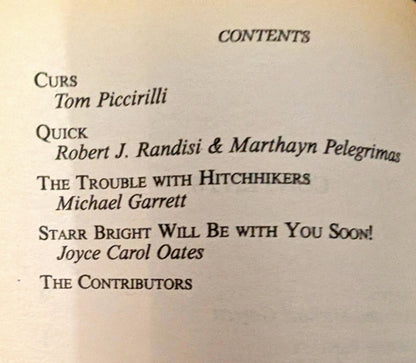 CONTENTS
CURS
Tom Piccirilli
QUICK
Robert J. Randisi & Marthayn Pelegrimas
THE TROUBLE WITH HITCHHIKERS
Michael Garrett
STARR BRIGHT WILL BE WITH YOU SOON!
Joyce Carol Oates
THE CONTRIBUTORS